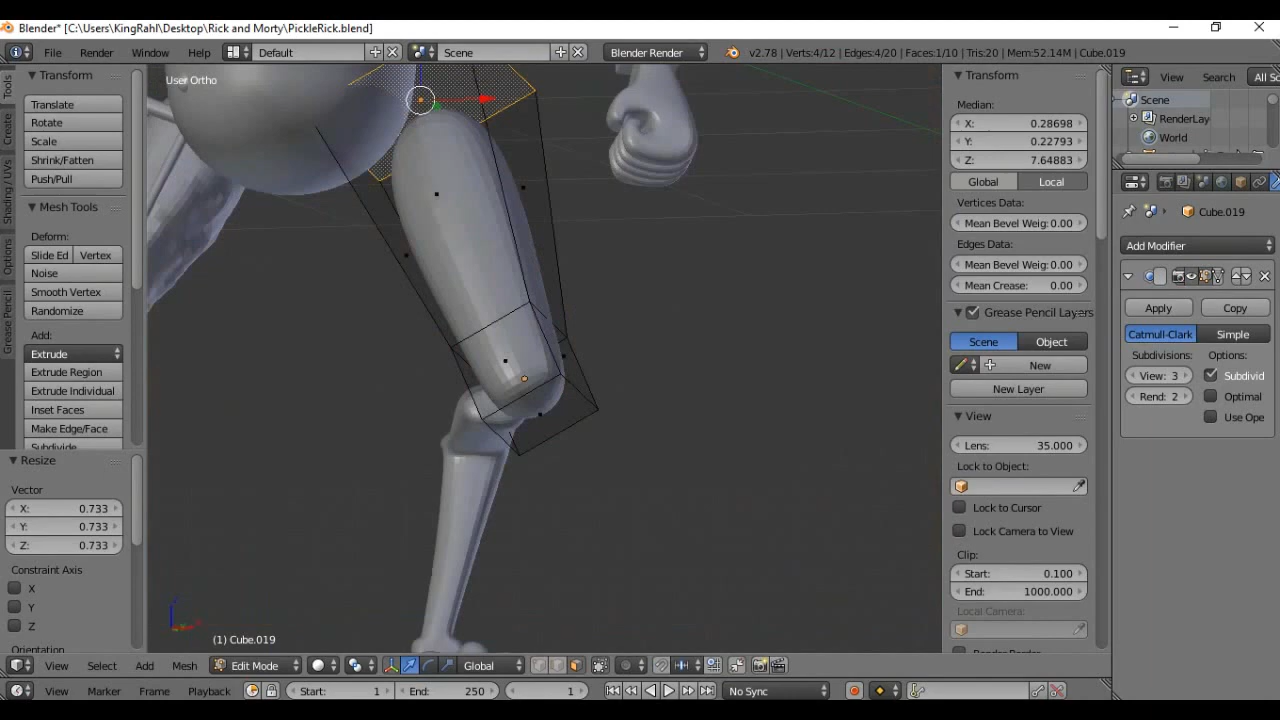 Blender* [C:\Users\KingRahl\Desktop\Rick and Morty\PickleRick.blend]
File Render Window Help Default Scene Blender Render v2.78 | Verts:4/12 | Edges:4/20 | Faces:1/10 | Tris:20 | Mem:52.14M | Cube.019
Tools
Create
Shading / UVs
Options
Grease Pencil
Transform
Translate
Rotate
Scale
Shrink/Fatten
Push/Pull
Mesh Tools
Deform:
Slide Ed Vertex
Noise
Smooth Vertex
Randomize
Add:
Extrude
Extrude Region
Extrude Individual
Inset Faces
Make Edge/Face
Subdivide
Resize
Vector
X: 0.733
Y: 0.733
Z: 0.733
Constraint Axis
X
Y
Z
Orientation
User Ortho
(1) Cube.019
Transform
Median:
X: 0.28698
Y: 0.22793
Z: 7.64883
Global Local
Vertices Data:
Mean Bevel Weig: 0.00
Edges Data:
Mean Bevel Weig: 0.00
Mean Crease: 0.00
Grease Pencil Layers
Scene Object
New
New Layer
View
Lens: 35.000
Lock to Object:
Lock to Cursor
Lock Camera to View
Clip:
Start: 0.100
End: 1000.000
Local Camera:
View Search All Sc
Scene
RenderLay
World
Cube.019
Add Modifier
Apply Copy
Catmull-Clark Simple
Subdivisions: Options:
View: 3 Subdivid
Rend: 2 Optimal
Use Ope
View Select Add Mesh Edit Mode Global
View Marker Frame Playback Start: 1 End: 250 1 No Sync